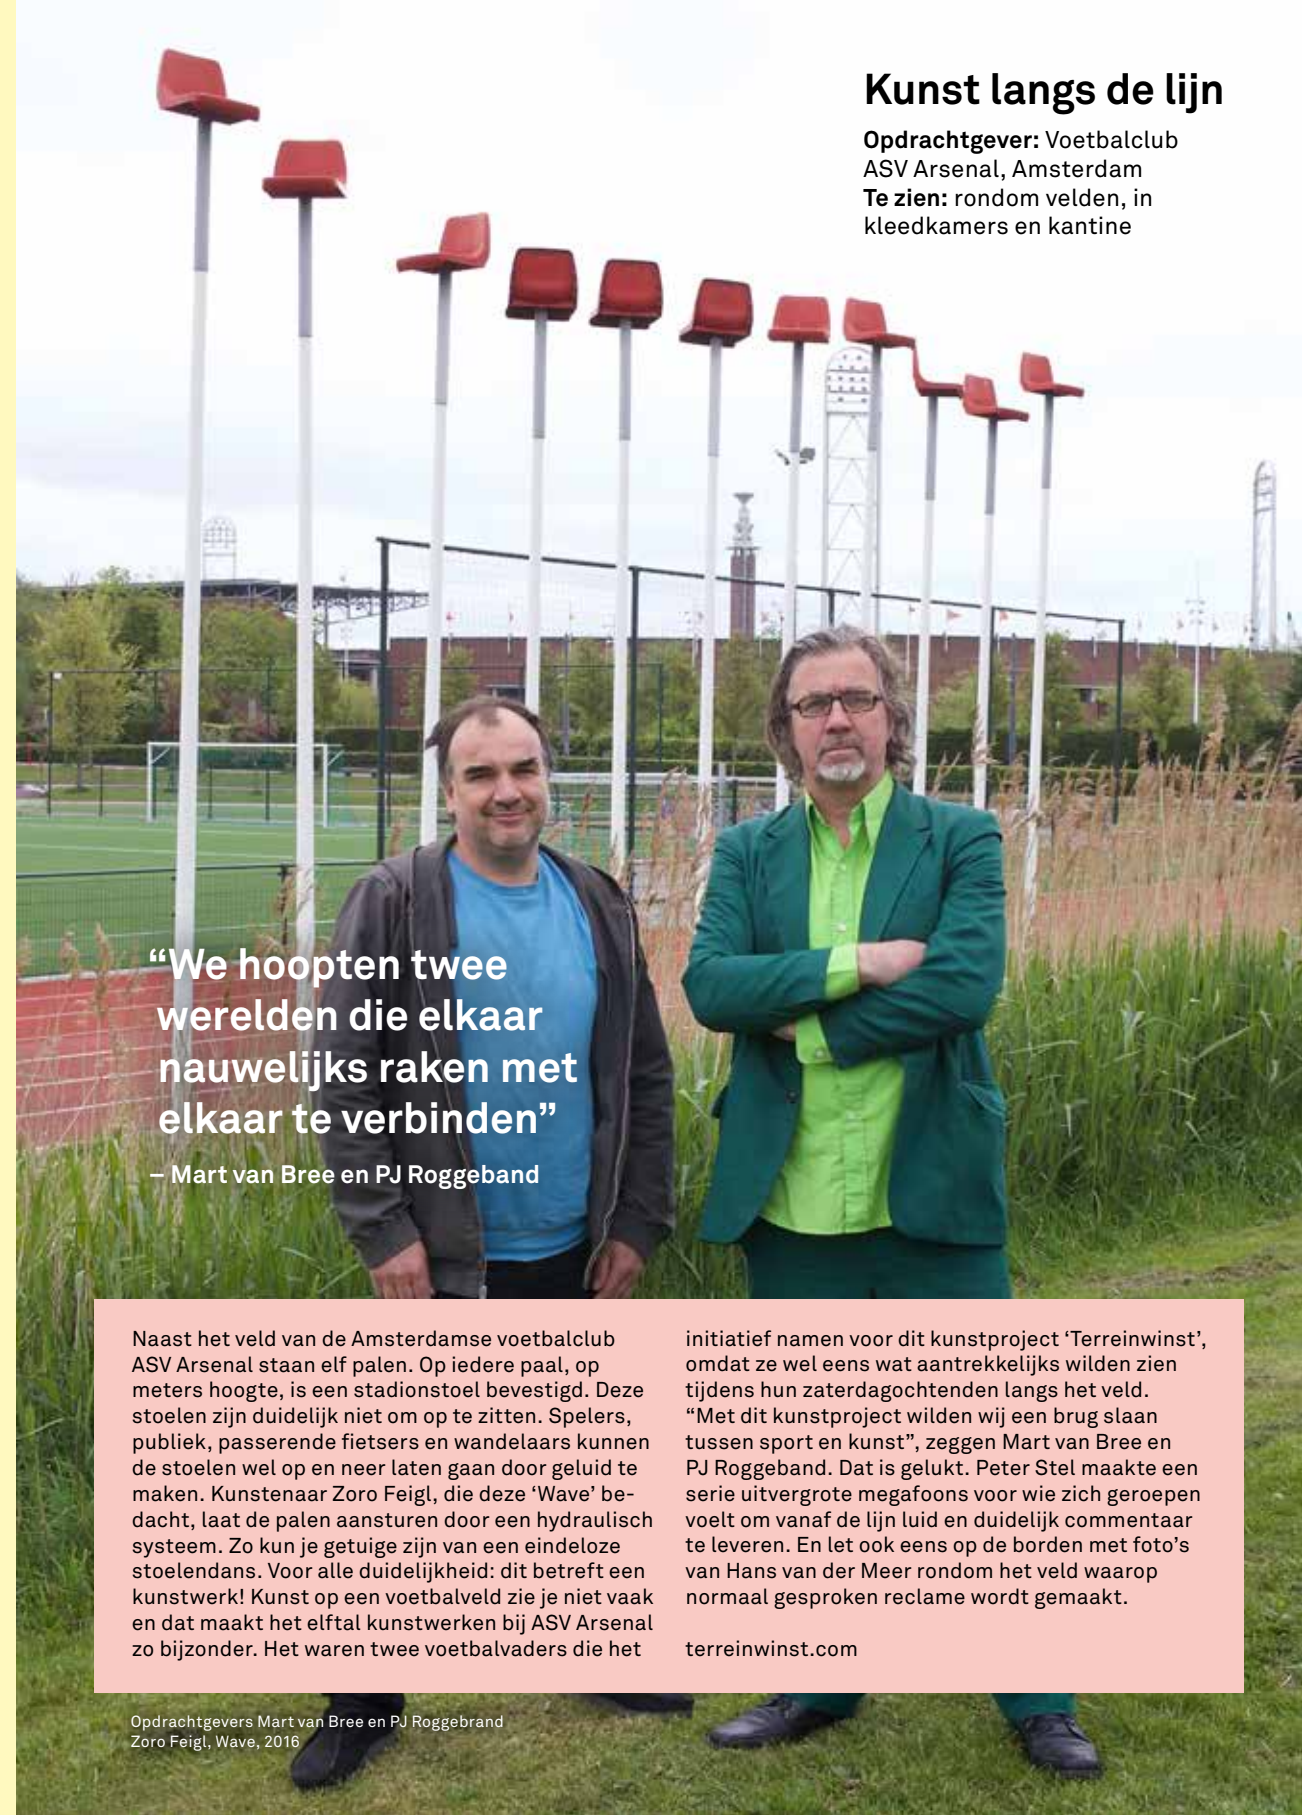 Kunst langs de lijn
Opdrachtgever: Voetbalclub
ASV Arsenal, Amsterdam
Te zien: rondom velden, in
kleedkamers en kantine
“We hoopten twee
werelden die elkaar
nauwelijks raken met
elkaar te verbinden”
– Mart van Bree en PJ Roggeband
Naast het veld van de Amsterdamse voetbalclub
ASV Arsenal staan elf palen. Op iedere paal, op
meters hoogte, is een stadionstoel bevestigd. Deze
stoelen zijn duidelijk niet om op te zitten. Spelers,
publiek, passerende fietsers en wandelaars kunnen
de stoelen wel op en neer laten gaan door geluid te
maken. Kunstenaar Zoro Feigl, die deze ‘Wave’ be-
dacht, laat de palen aansturen door een hydraulisch
systeem. Zo kun je getuige zijn van een eindeloze
stoelendans. Voor alle duidelijkheid: dit betreft een
kunstwerk! Kunst op een voetbalveld zie je niet vaak
en dat maakt het elftal kunstwerken bij ASV Arsenal
zo bijzonder. Het waren twee voetbalvaders die het
initiatief namen voor dit kunstproject ‘Terreinwinst’,
omdat ze wel eens wat aantrekkelijks wilden zien
tijdens hun zaterdagochtenden langs het veld.
“Met dit kunstproject wilden wij een brug slaan
tussen sport en kunst”, zeggen Mart van Bree en
PJ Roggeband. Dat is gelukt. Peter Stel maakte een
serie uitvergrote megafoons voor wie zich geroepen
voelt om vanaf de lijn luid en duidelijk commentaar
te leveren. En let ook eens op de borden met foto’s
van Hans van der Meer rondom het veld waarop
normaal gesproken reclame wordt gemaakt.
terreinwinst.com
Opdrachtgevers Mart van Bree en PJ Roggebrand
Zoro Feigl, Wave, 2016